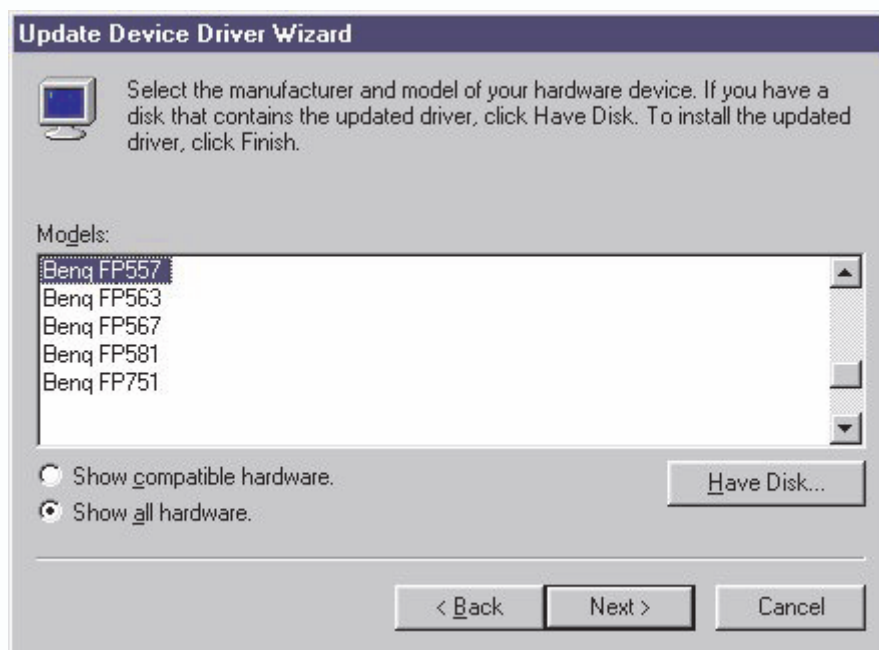 Update Device Driver Wizard
Select the manufacturer and model of your hardware device. If you have a
disk that contains the updated driver, click Have Disk. To install the updated
driver, click Finish.
Models:
Benq FP557
Benq FP563
Benq FP567
Benq FP581
Benq FP751
Show compatible hardware.
Have Disk...
Show all hardware.
< Back
Next >
Cancel